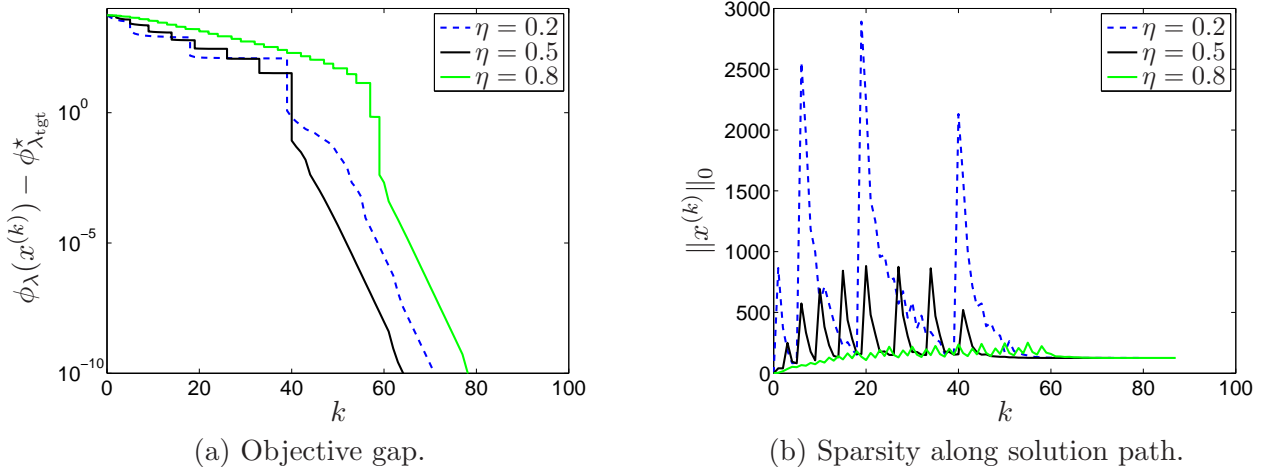 η = 0.2
η = 0.5
η = 0.8
10^0
10^−5
10^−10
0 20 40 60 80 100
k
ϕ_λ(x^(k)) − ϕ^⋆_λ_tgt
(a) Objective gap.
η = 0.2
η = 0.5
η = 0.8
3000
2500
2000
1500
1000
500
0
0 20 40 60 80 100
k
‖x^(k)‖_0
(b) Sparsity along solution path.